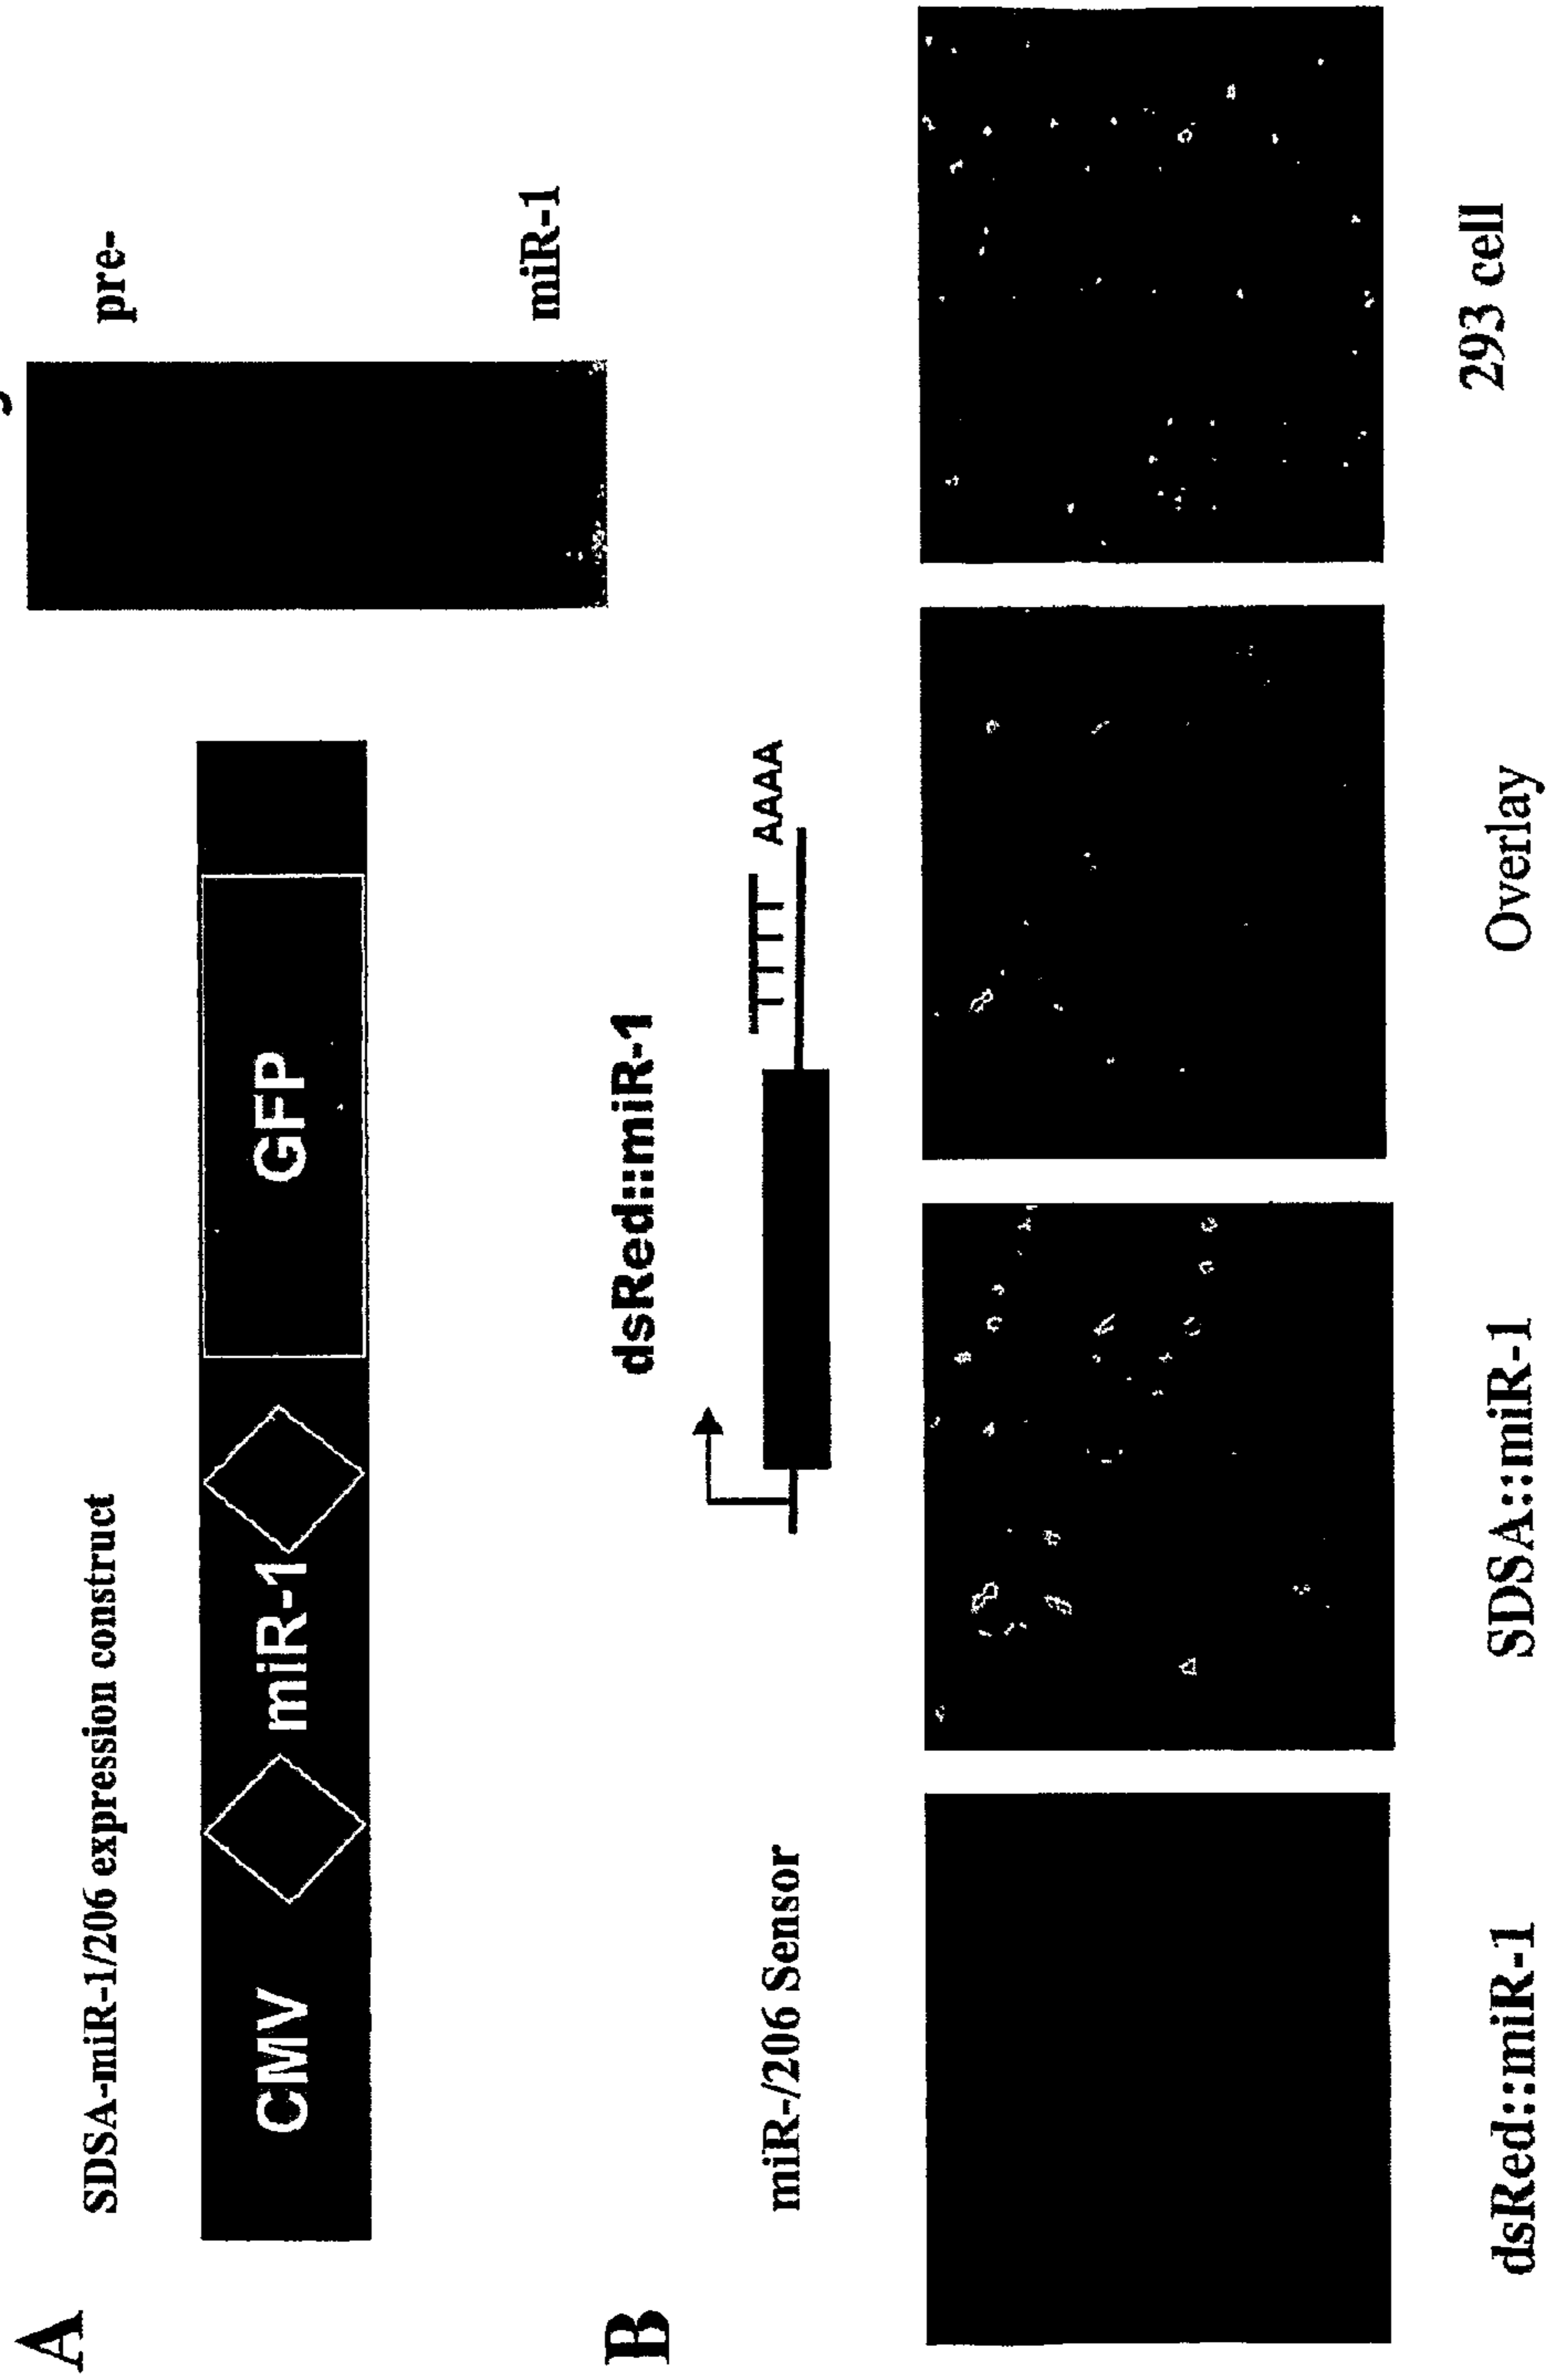 A
SDSA-miR-1/206 expression construct
CMV
miR-1
GFP
pre-
miR-1
B
miR-/206 Sensor
dsRed::miR-1
TTTTT
AAAA
dsRed::miR-1
SDSA::miR-1
Overlay
293 cell